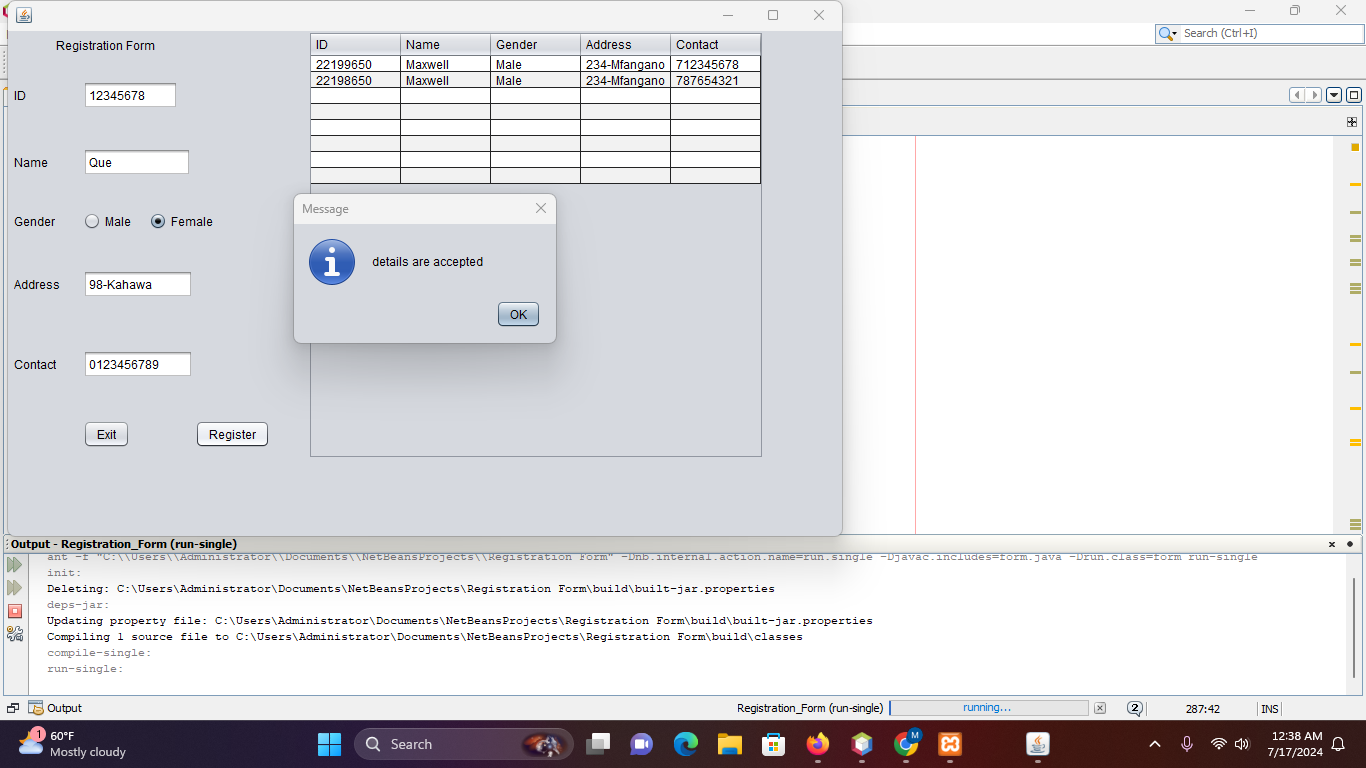 Search (Ctrl+I)
Registration Form
ID Name Gender Address Contact
22199650 Maxwell Male 234-Mfangano 712345678
22198650 Maxwell Male 234-Mfangano 787654321
ID 12345678
Name Que
Gender Male Female
Address 98-Kahawa
Contact 0123456789
Exit Register
Message
details are accepted
OK
Output - Registration_Form (run-single)
ant -f "C:\\Users\\Administrator\\Documents\\NetBeansProjects\\Registration Form" -Dnb.internal.action.name=run.single -Djavac.includes=form.java -Drun.class=form run-single
init:
Deleting: C:\Users\Administrator\Documents\NetBeansProjects\Registration Form\build\built-jar.properties
deps-jar:
Updating property file: C:\Users\Administrator\Documents\NetBeansProjects\Registration Form\build\built-jar.properties
Compiling 1 source file to C:\Users\Administrator\Documents\NetBeansProjects\Registration Form\build\classes
compile-single:
run-single:
Output Registration_Form (run-single) running... 2 287:42 INS
1 60°F
Mostly cloudy
Search
M
12:38 AM
7/17/2024